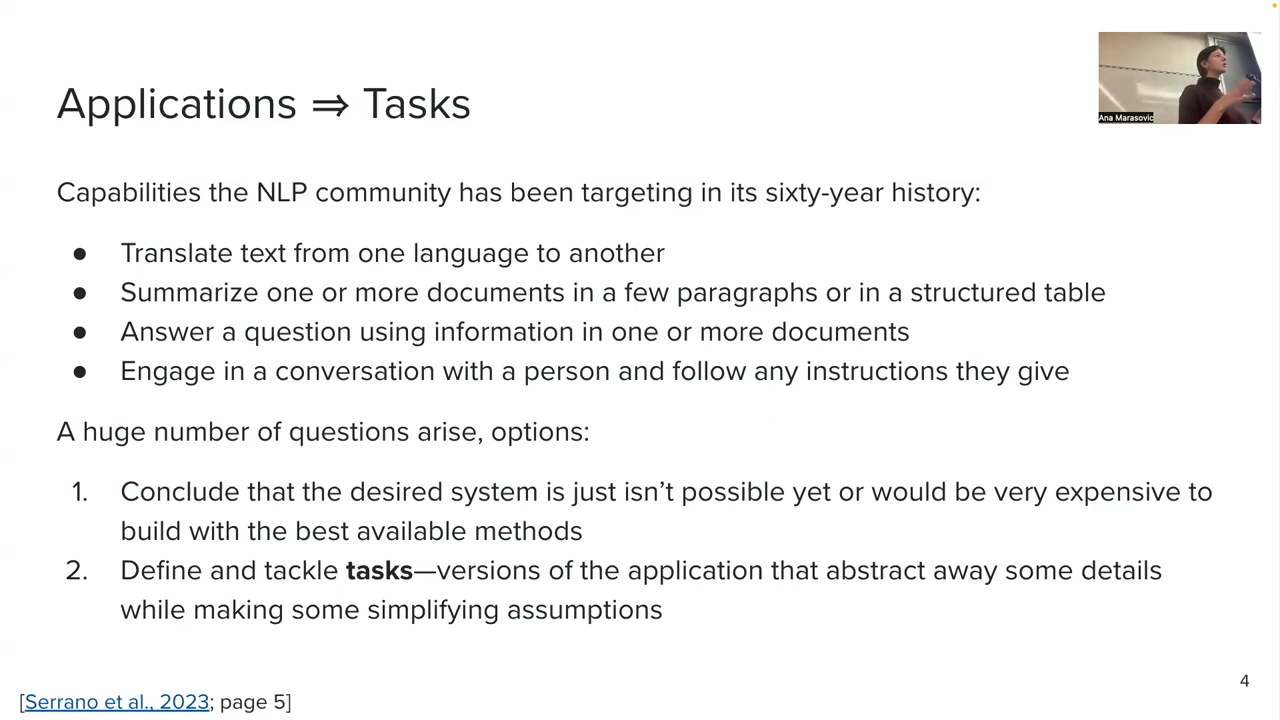 Applications ⇒ Tasks
Ana Marasovic
Capabilities the NLP community has been targeting in its sixty-year history:
● Translate text from one language to another
● Summarize one or more documents in a few paragraphs or in a structured table
● Answer a question using information in one or more documents
● Engage in a conversation with a person and follow any instructions they give
A huge number of questions arise, options:
1. Conclude that the desired system is just isn’t possible yet or would be very expensive to
build with the best available methods
2. Define and tackle tasks—versions of the application that abstract away some details
while making some simplifying assumptions
4
[Serrano et al., 2023; page 5]